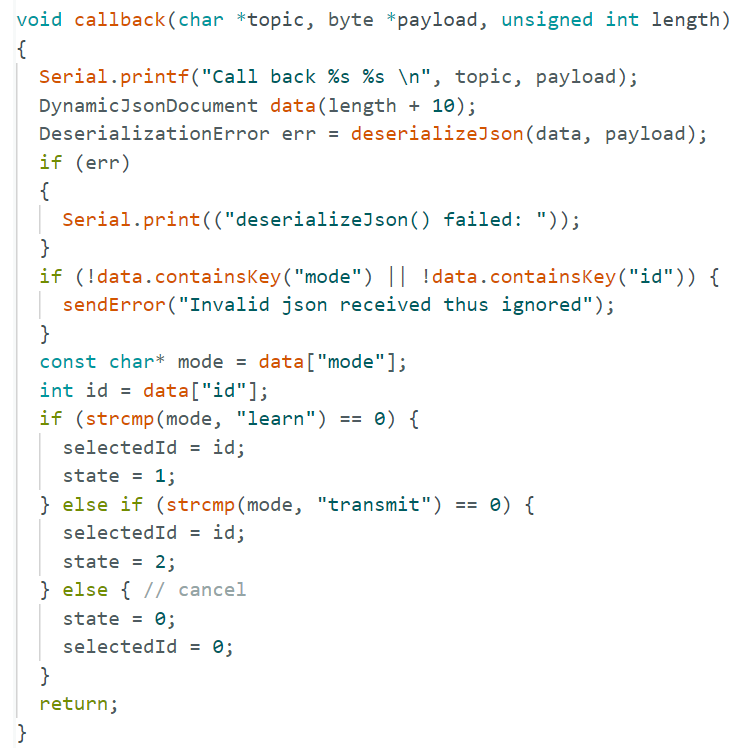 void callback(char *topic, byte *payload, unsigned int length)
{
  Serial.printf("Call back %s %s \n", topic, payload);
  DynamicJsonDocument data(length + 10);
  DeserializationError err = deserializeJson(data, payload);
  if (err)
  {
    Serial.print(("deserializeJson() failed: "));
  }
  if (!data.containsKey("mode") || !data.containsKey("id")) {
    sendError("Invalid json received thus ignored");
  }
  const char* mode = data["mode"];
  int id = data["id"];
  if (strcmp(mode, "learn") == 0) {
    selectedId = id;
    state = 1;
  } else if (strcmp(mode, "transmit") == 0) {
    selectedId = id;
    state = 2;
  } else { // cancel
    state = 0;
    selectedId = 0;
  }
  return;
}